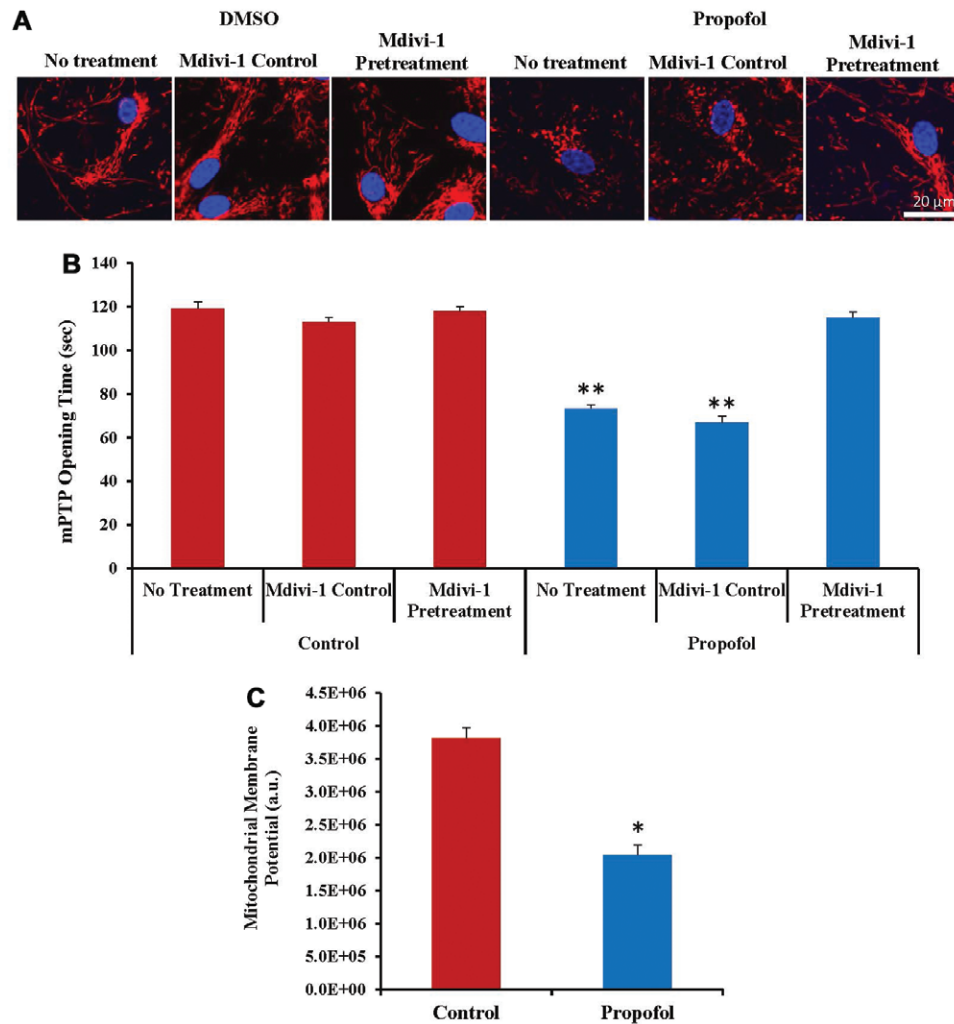 A
DMSO
Propofol
No treatment
Mdivi-1 Control
Mdivi-1
Pretreatment
No treatment
Mdivi-1 Control
Mdivi-1
Pretreatment
20 μm
B
mPTP Opening Time (sec)
140
120
100
80
60
40
20
0
**
**
No Treatment
Mdivi-1 Control
Mdivi-1
Pretreatment
No Treatment
Mdivi-1 Control
Mdivi-1
Pretreatment
Control
Propofol
C
Mitochondrial Membrane
Potential (a.u.)
4.5E+06
4.0E+06
3.5E+06
3.0E+06
2.5E+06
2.0E+06
1.5E+06
1.0E+06
5.0E+05
0.0E+00
*
Control
Propofol